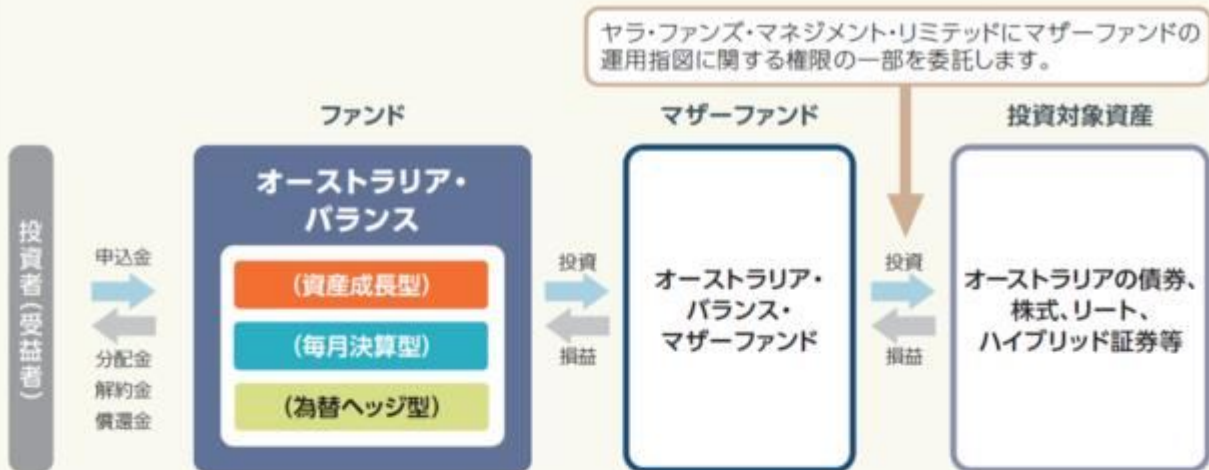 ヤラ・ファンズ・マネジメント・リミテッドにマザーファンドの
運用指図に関する権限の一部を委託します。
ファンド
マザーファンド
投資対象資産
投資者(受益者)
申込金
分配金
解約金
償還金
オーストラリア・
バランス
(資産成長型)
(毎月決算型)
(為替ヘッジ型)
投資
損益
オーストラリア・
バランス・
マザーファンド
投資
損益
オーストラリアの債券、
株式、リート、
ハイブリッド証券等